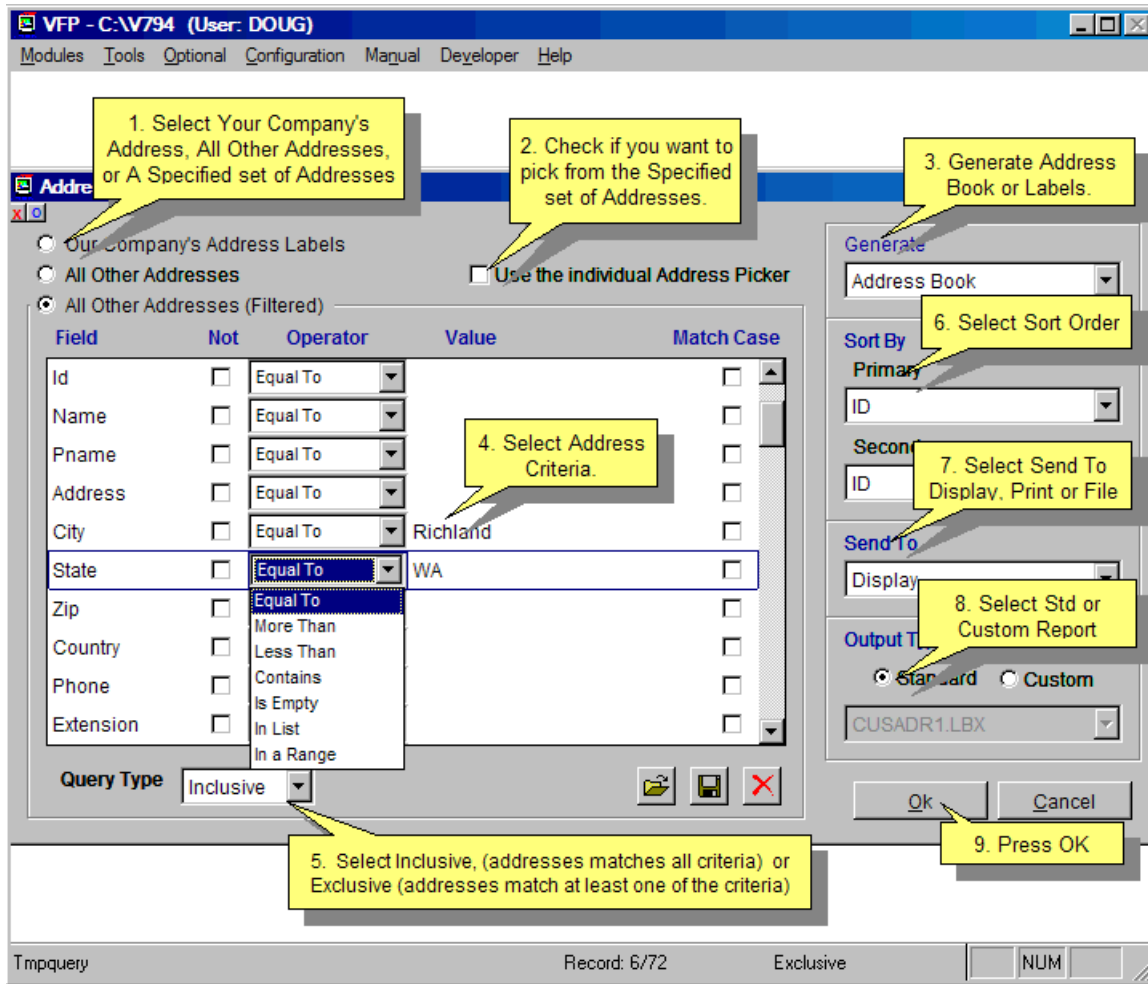 VFP - C:\V794 (User: DOUG)
Modules Tools Optional Configuration Manual Developer Help
1. Select Your Company's
Address, All Other Addresses,
or A Specified set of Addresses
2. Check if you want to
pick from the Specified
set of Addresses.
3. Generate Address
Book or Labels.
Addre
x o
Our Company's Address Labels
All Other Addresses
Use the individual Address Picker
All Other Addresses (Filtered)
Field Not Operator Value Match Case
Id Equal To
Name Equal To
Pname Equal To
Address Equal To
City Equal To Richland
State Equal To WA
Zip
Country
Phone
Extension
Equal To
More Than
Less Than
Contains
Is Empty
In List
In a Range
4. Select Address
Criteria.
Query Type Inclusive
5. Select Inclusive, (addresses matches all criteria) or
Exclusive (addresses match at least one of the criteria)
Generate
Address Book
6. Select Sort Order
Sort By
Primary
ID
Second
ID
7. Select Send To
Display, Print or File
Send To
Display
8. Select Std or
Custom Report
Output T
Standard Custom
CUSADR1.LBX
Ok Cancel
9. Press OK
Tmpquery Record: 6/72 Exclusive NUM